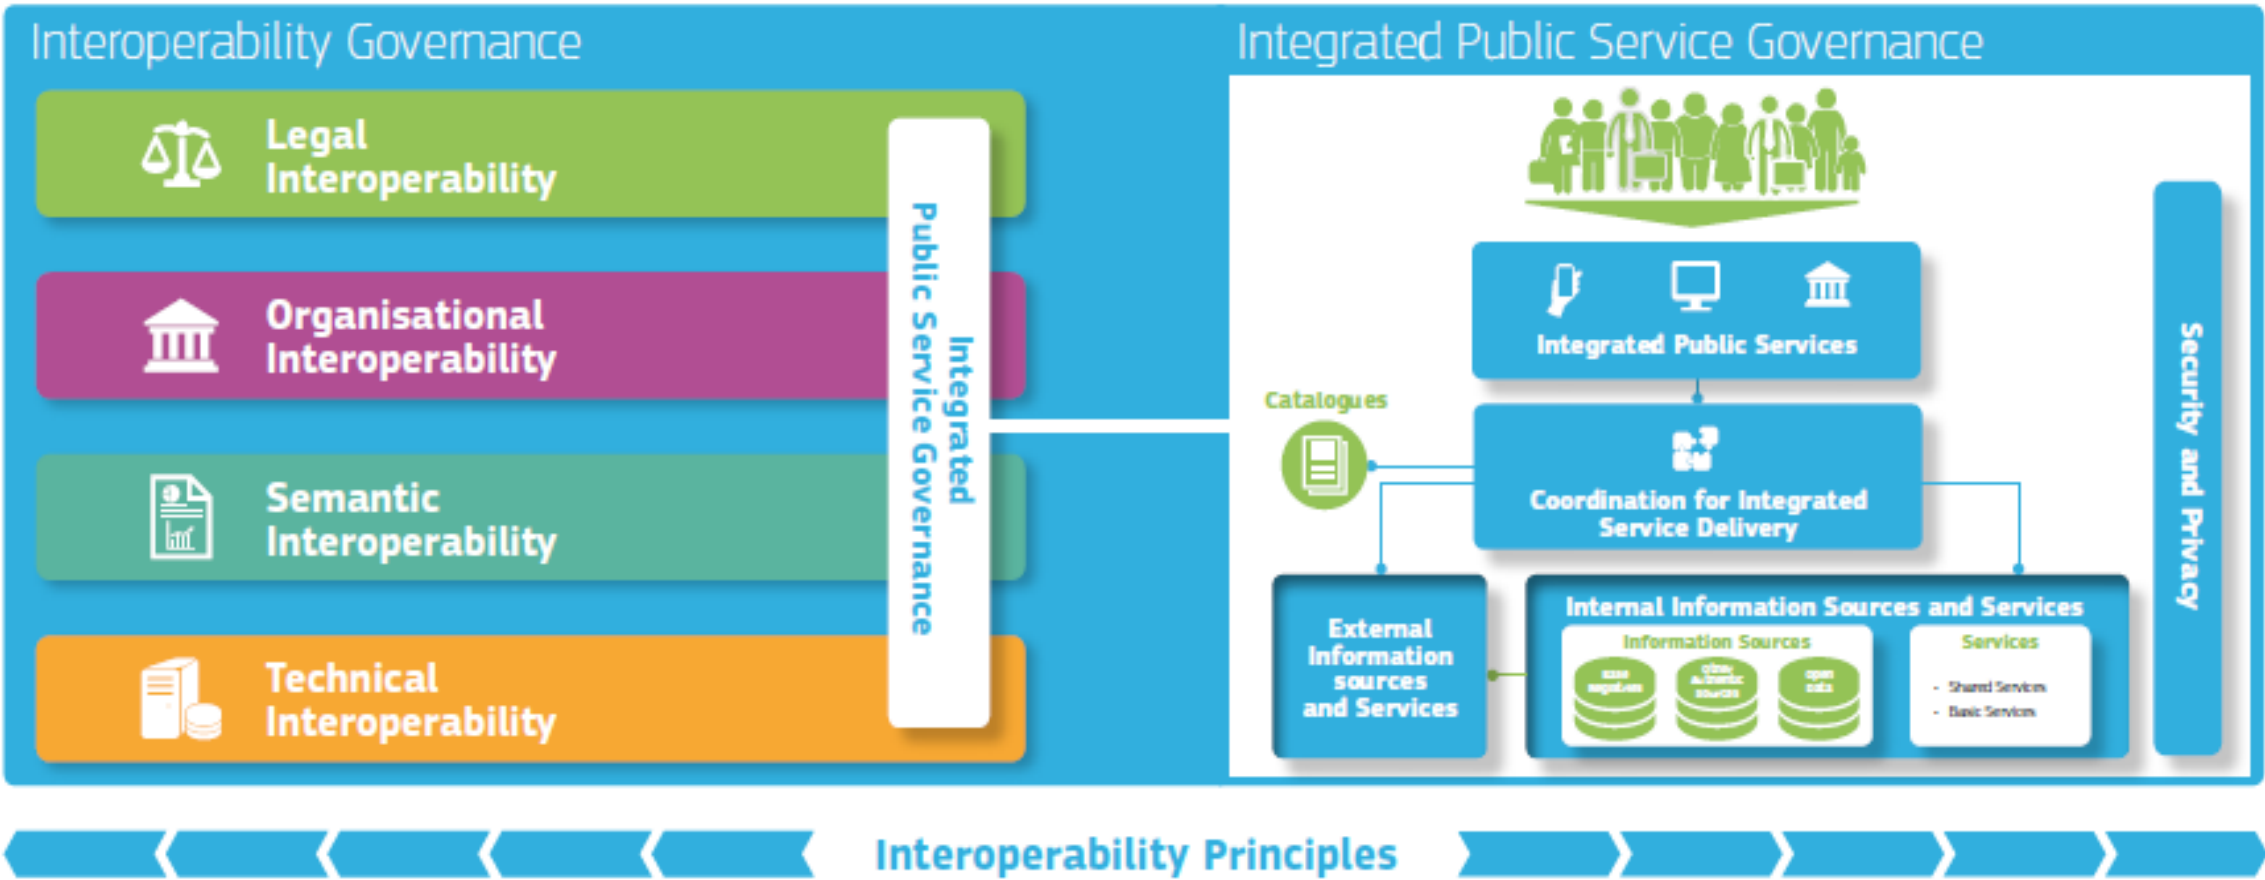 Interoperability Governance
Legal
Interoperability
Organisational
Interoperability
Semantic
Interoperability
Technical
Interoperability
Integrated
Public Service Governance
Integrated Public Service Governance
Integrated Public Services
Catalogues
Coordination for Integrated
Service Delivery
External
Information
sources
and Services
Internal Information Sources and Services
Information Sources
open
data
Services
- Shared Services
- Basic Services
Security and Privacy
Interoperability Principles